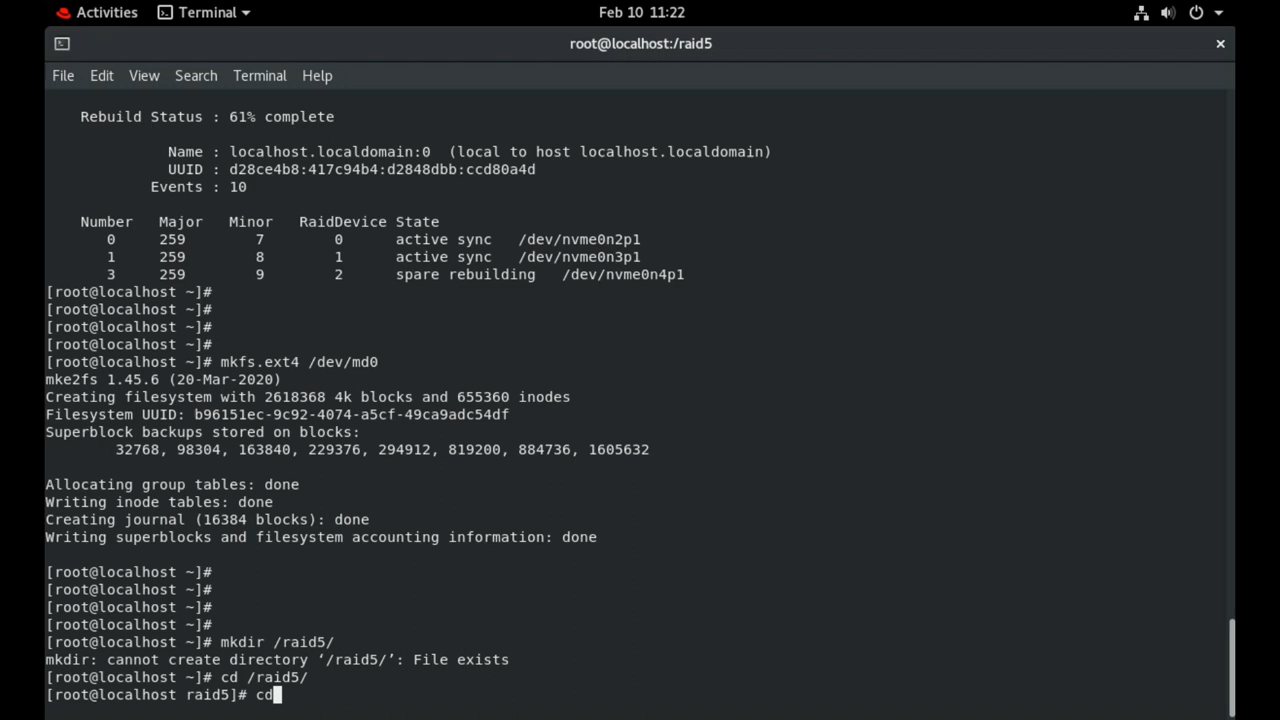 Activities Terminal Feb 10 11:22
root@localhost:/raid5
File Edit View Search Terminal Help
Rebuild Status : 61% complete
Name : localhost.localdomain:0 (local to host localhost.localdomain)
UUID : d28ce4b8:417c94b4:d2848dbb:ccd80a4d
Events : 10
Number Major Minor RaidDevice State
0 259 7 0 active sync /dev/nvme0n2p1
1 259 8 1 active sync /dev/nvme0n3p1
3 259 9 2 spare rebuilding /dev/nvme0n4p1
[root@localhost ~]#
[root@localhost ~]#
[root@localhost ~]#
[root@localhost ~]#
[root@localhost ~]# mkfs.ext4 /dev/md0
mke2fs 1.45.6 (20-Mar-2020)
Creating filesystem with 2618368 4k blocks and 655360 inodes
Filesystem UUID: b96151ec-9c92-4074-a5cf-49ca9adc54df
Superblock backups stored on blocks:
32768, 98304, 163840, 229376, 294912, 819200, 884736, 1605632
Allocating group tables: done
Writing inode tables: done
Creating journal (16384 blocks): done
Writing superblocks and filesystem accounting information: done
[root@localhost ~]#
[root@localhost ~]#
[root@localhost ~]#
[root@localhost ~]#
[root@localhost ~]# mkdir /raid5/
mkdir: cannot create directory ‘/raid5/’: File exists
[root@localhost ~]# cd /raid5/
[root@localhost raid5]# cd